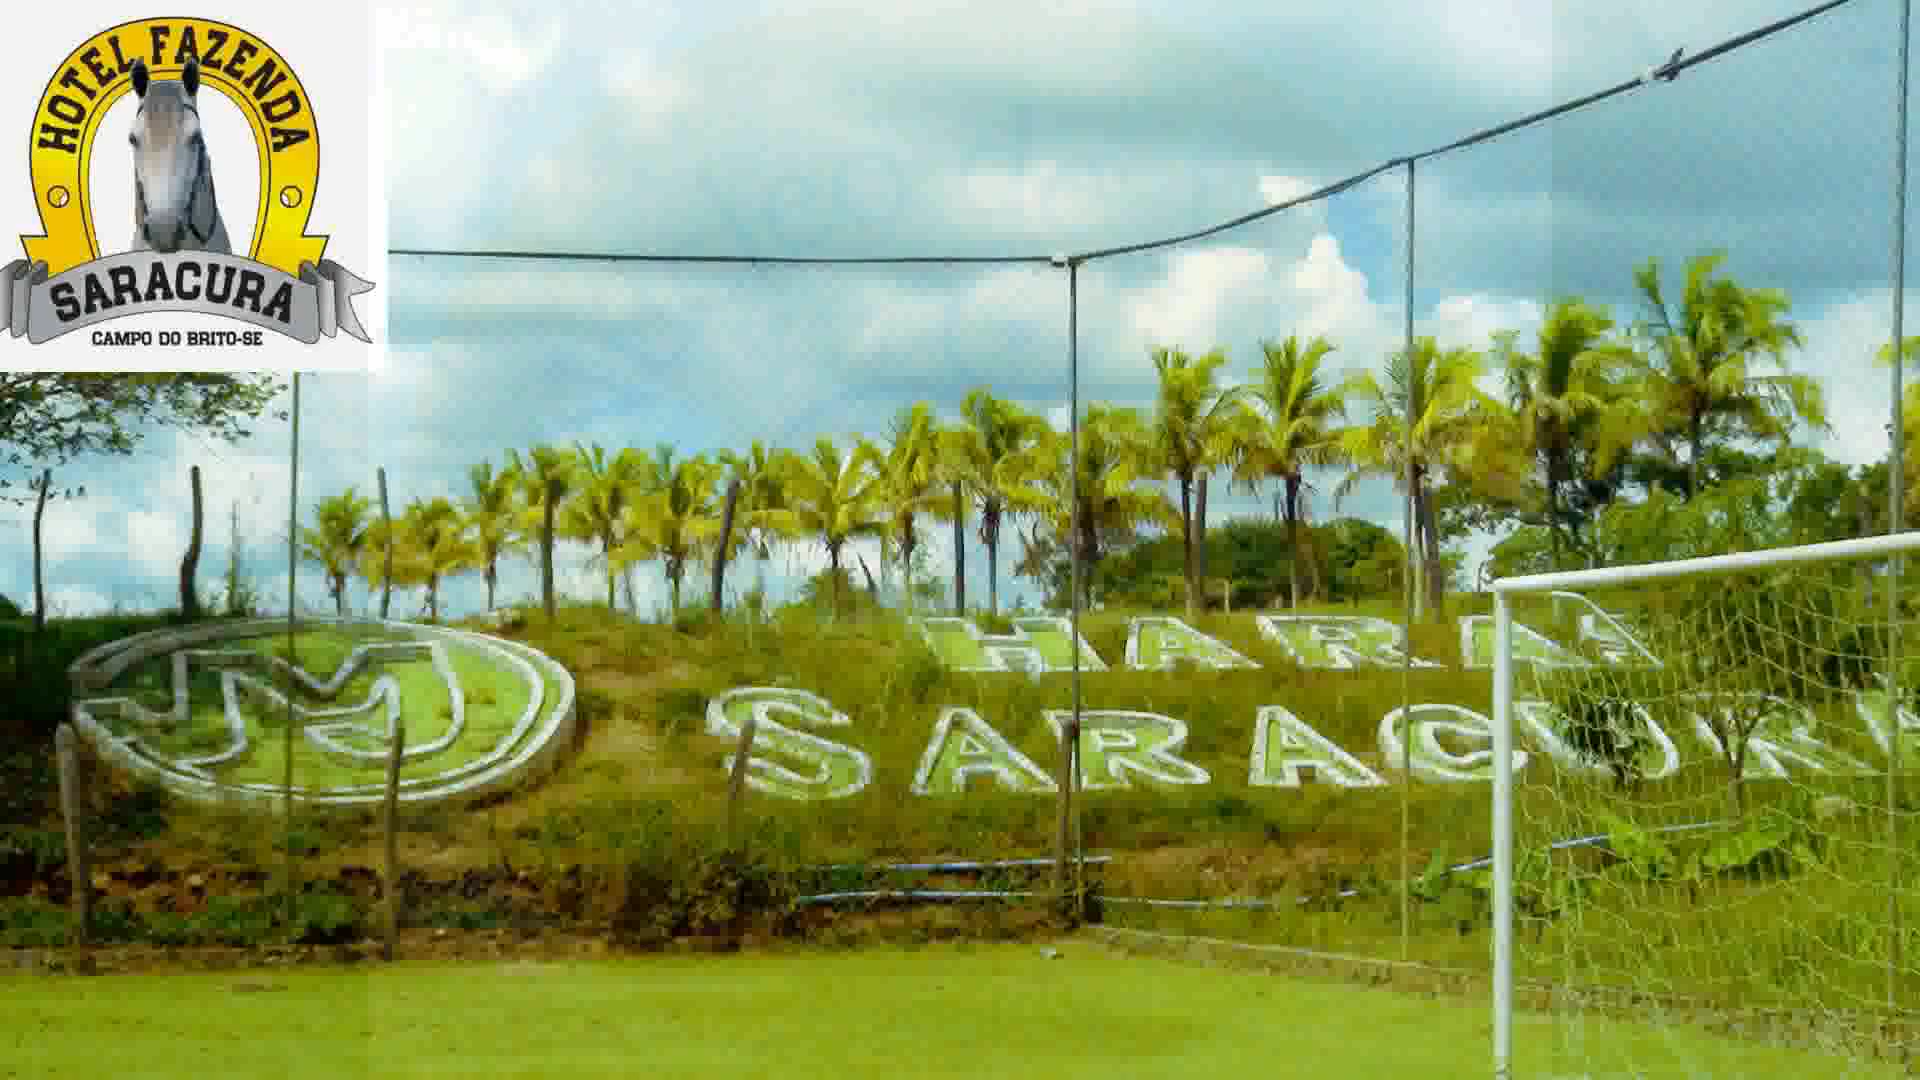 HOTEL FAZENDA
SARACURA
CAMPO DO BRITO-SE
HARAS
SARACURA